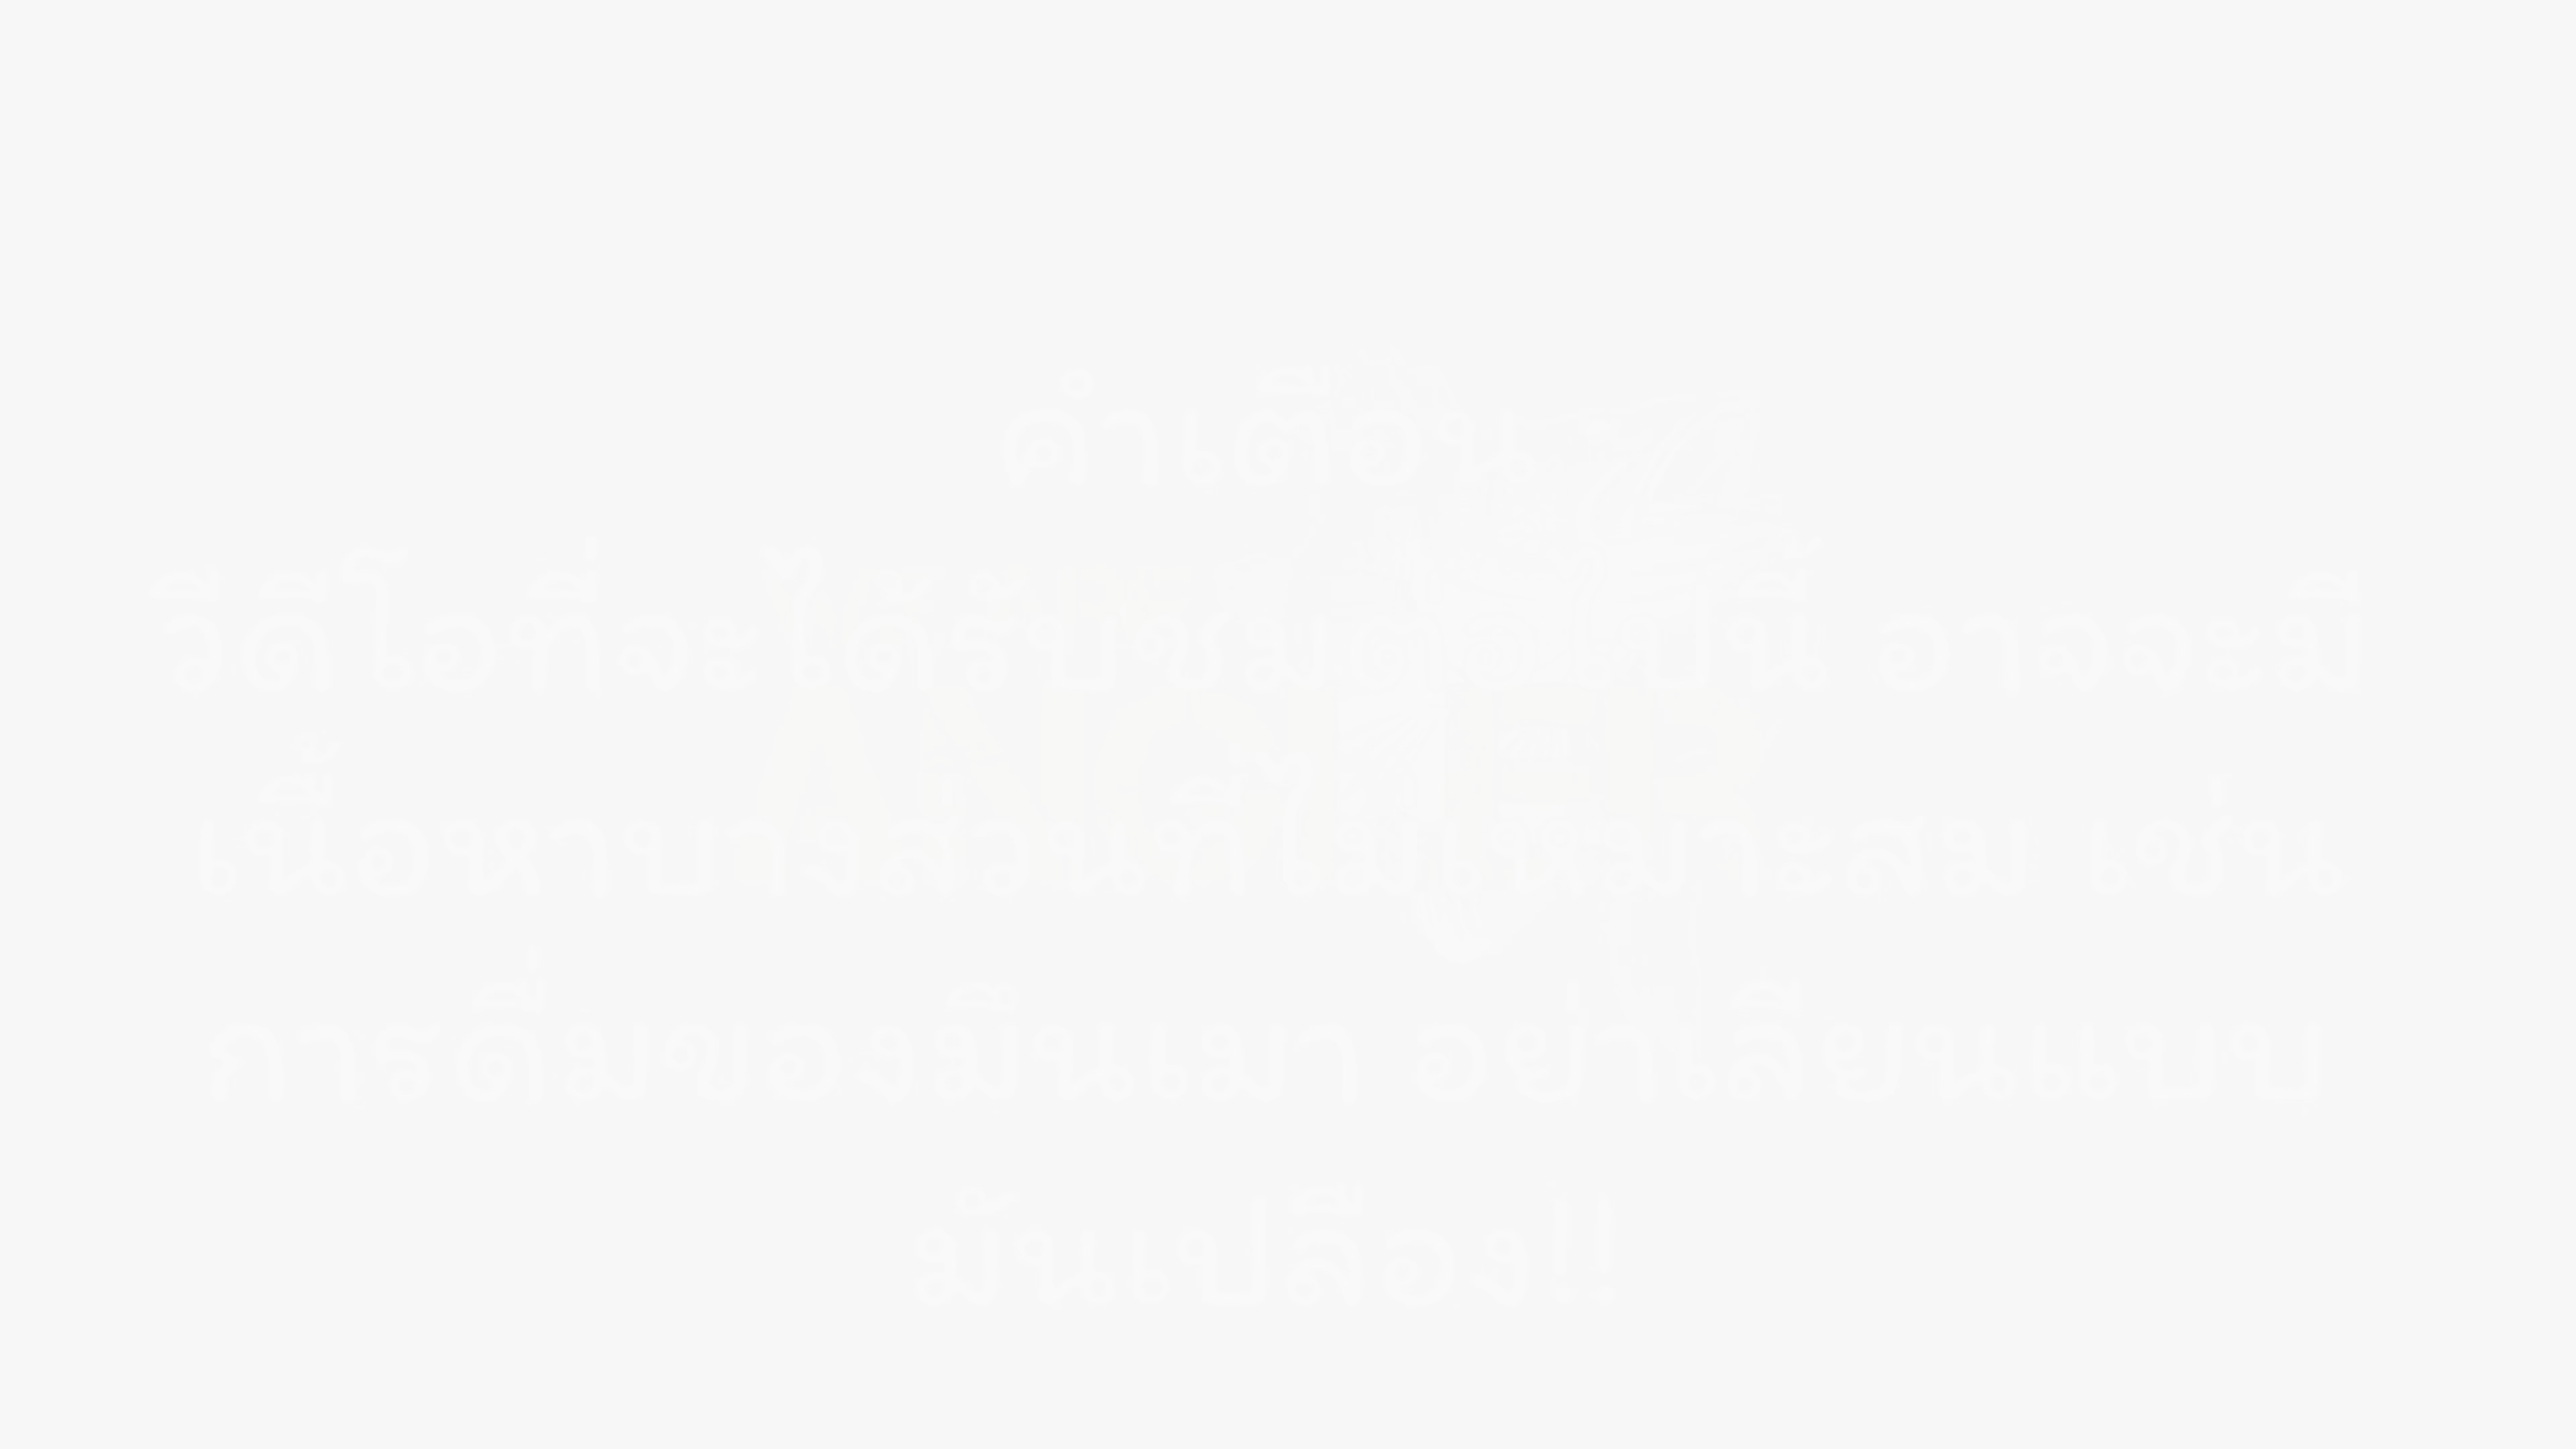 คำเตือน
วีดีโอที่จะได้รับชมต่อไปนี้ อาจจะมี
เนื้อหาบางส่วนที่ไม่เหมาะสม เช่น
การดื่มของมึนเมา อย่าเลียนแบบ
มันเปลือง!!